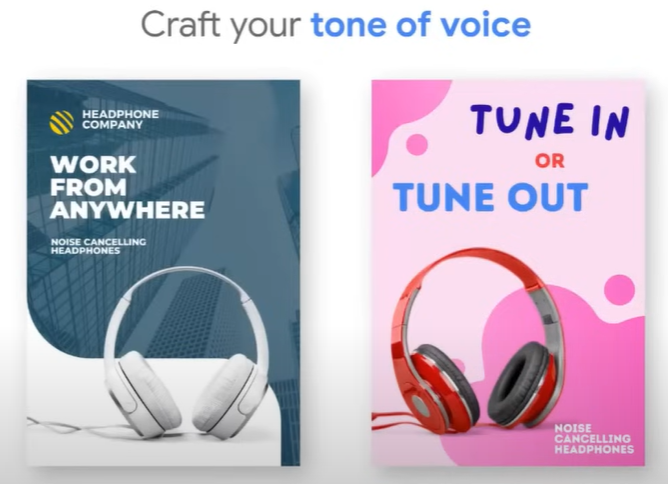 Craft your tone of voice
HEADPHONE
COMPANY
WORK
FROM
ANYWHERE
NOISE CANCELLING
HEADPHONES
TUNE IN
OR
TUNE OUT
NOISE
CANCELLING
HEADPHONES